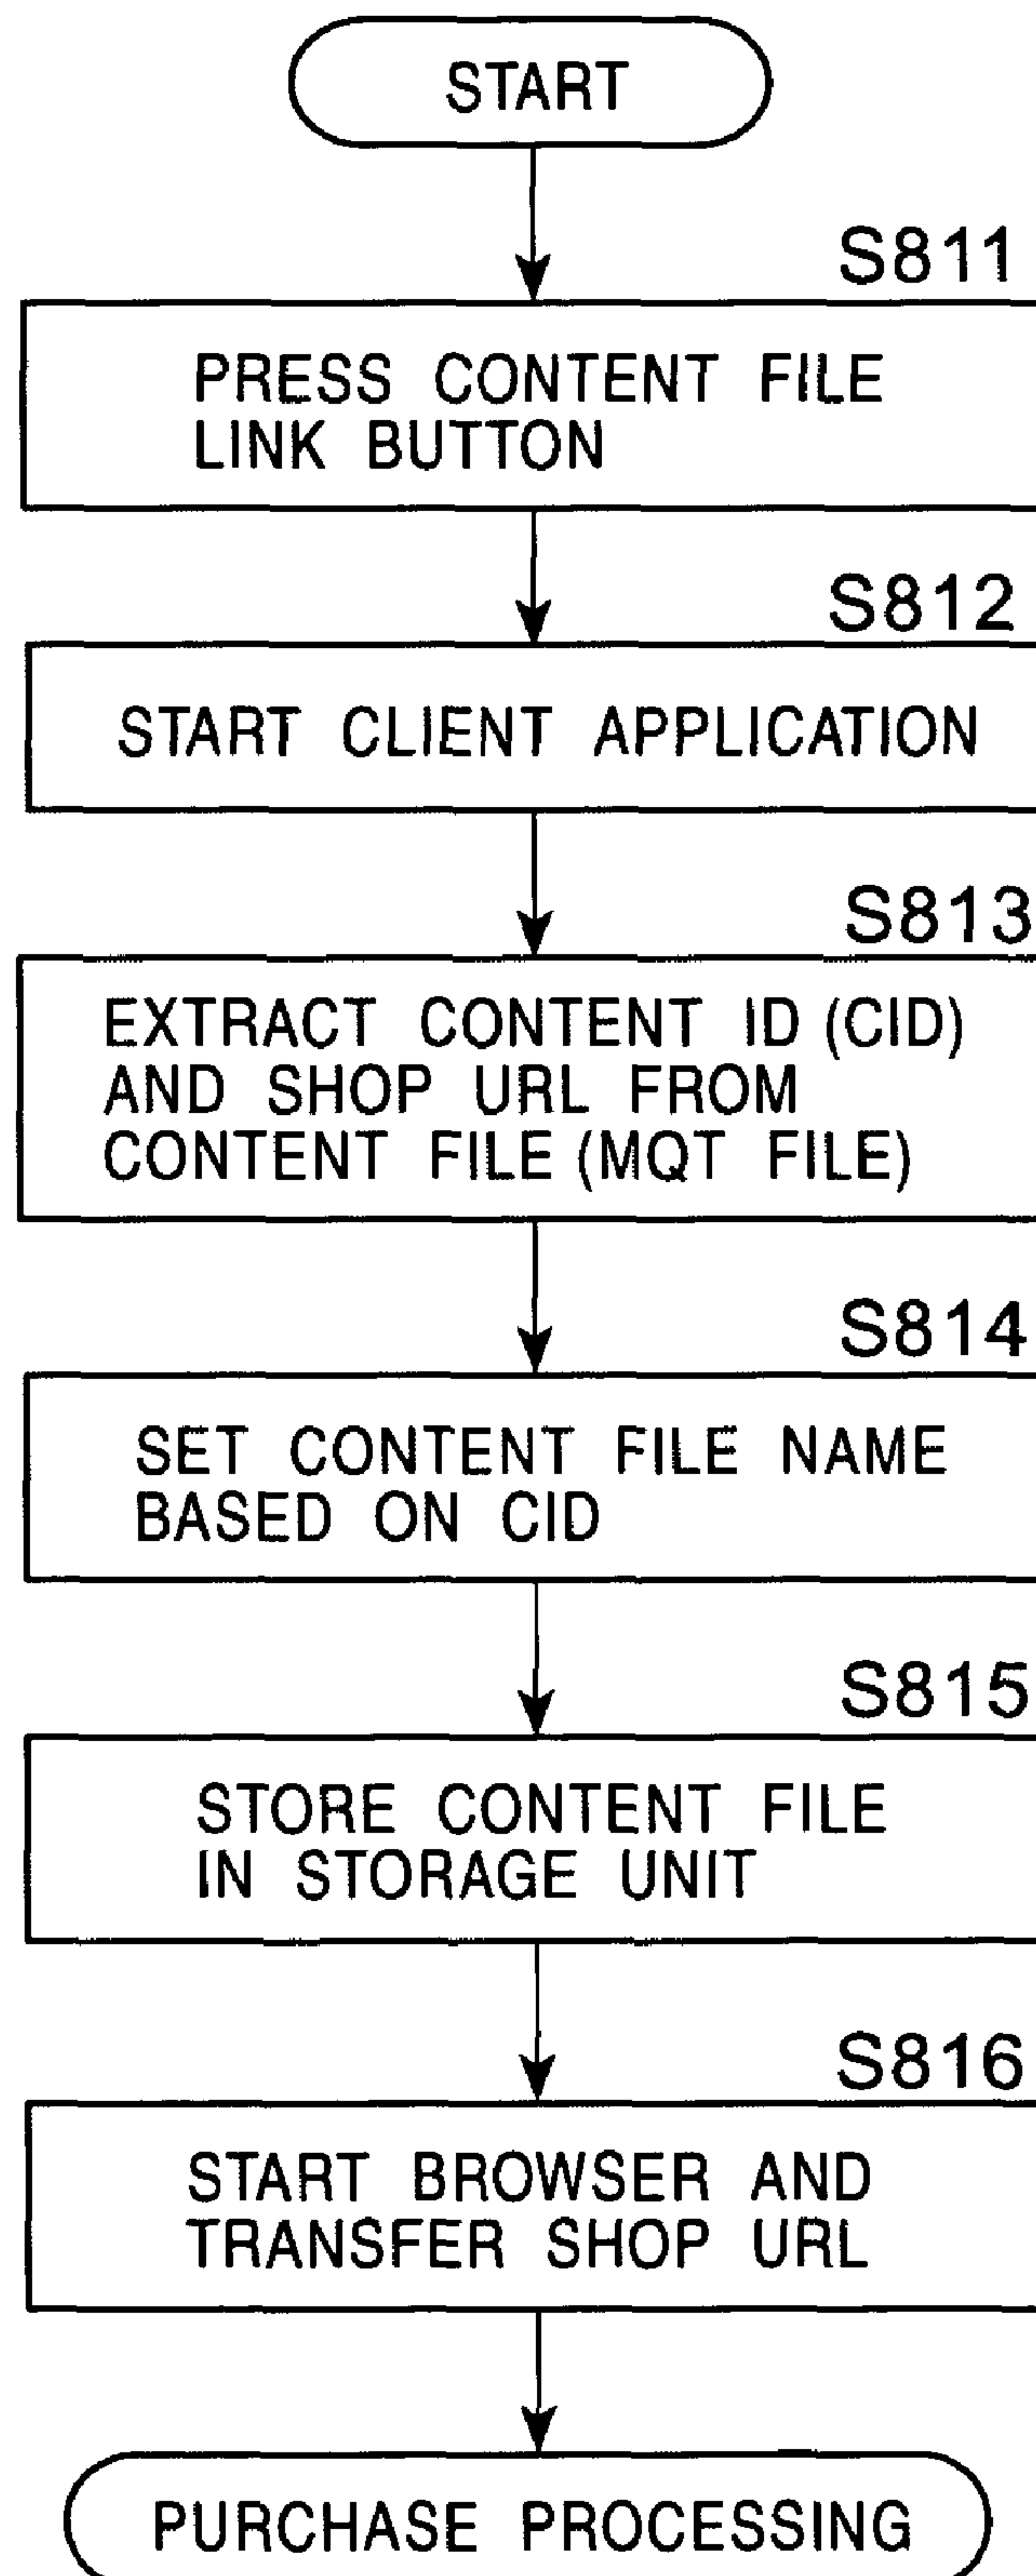 START
S811
PRESS CONTENT FILE
LINK BUTTON
S812
START CLIENT APPLICATION
S813
EXTRACT CONTENT ID (CID)
AND SHOP URL FROM
CONTENT FILE (MQT FILE)
S814
SET CONTENT FILE NAME
BASED ON CID
S815
STORE CONTENT FILE
IN STORAGE UNIT
S816
START BROWSER AND
TRANSFER SHOP URL
PURCHASE PROCESSING